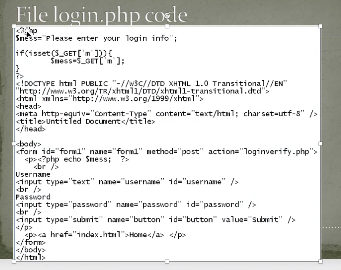 File login.php code
<?php
$mess="Please enter your login info";
if(isset($_GET['m'])){
$mess=$_GET['m'];
}
?>
<!DOCTYPE html PUBLIC "-//W3C//DTD XHTML 1.0 Transitional//EN"
"http://www.w3.org/TR/xhtml1/DTD/xhtml1-transitional.dtd">
<html xmlns="http://www.w3.org/1999/xhtml">
<head>
<meta http-equiv="Content-Type" content="text/html; charset=utf-8" />
<title>Untitled Document</title>
</head>
<body>
<form id="form1" name="form1" method="post" action="loginverify.php">
<p><?php echo $mess; ?>
<br />
Username
<input type="text" name="username" id="username" />
<br />
Password
<input type="password" name="password" id="password" />
<br />
<input type="submit" name="button" id="button" value="Submit" />
</p>
<p><a href="index.html">Home</a> </p>
</form>
</body>
</html>